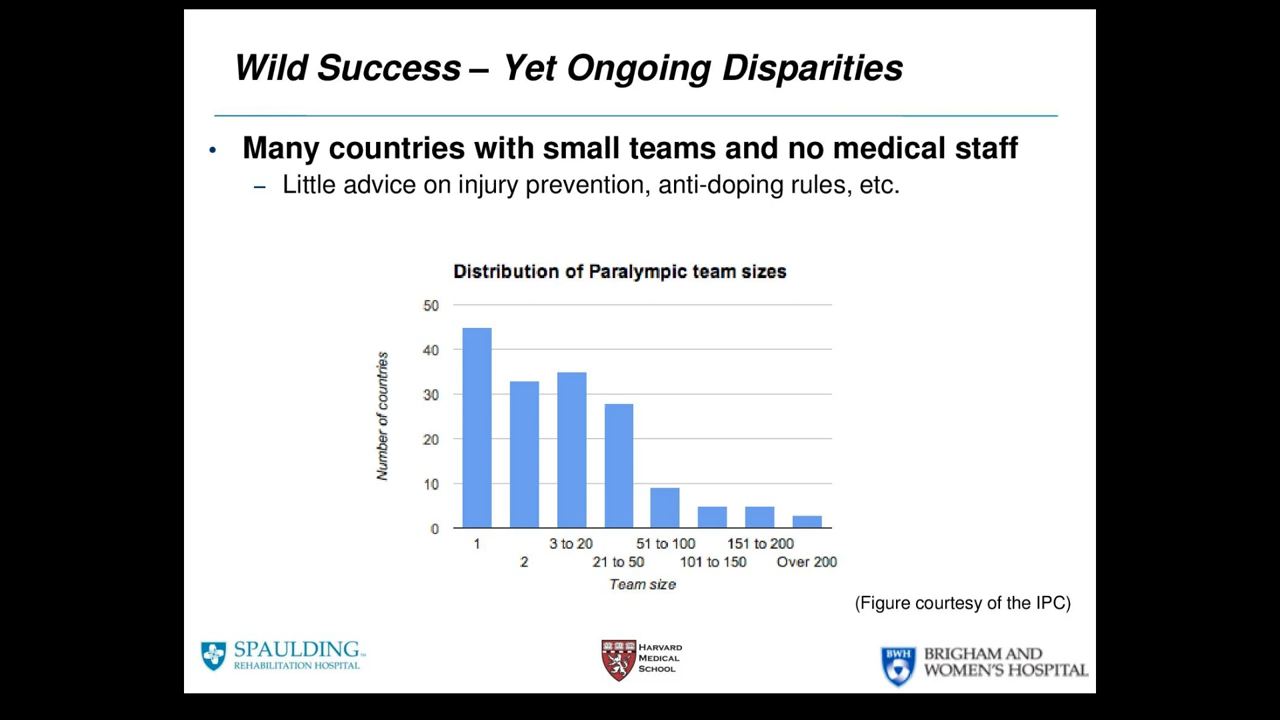 Wild Success – Yet Ongoing Disparities
• Many countries with small teams and no medical staff
– Little advice on injury prevention, anti-doping rules, etc.
Distribution of Paralympic team sizes
50
40
30
20
10
0
Number of countries
1
2
3 to 20
21 to 50
51 to 100
101 to 150
151 to 200
Over 200
Team size
(Figure courtesy of the IPC)
SPAULDING
REHABILITATION HOSPITAL
HARVARD
MEDICAL
SCHOOL
BWH
BRIGHAM AND
WOMEN'S HOSPITAL